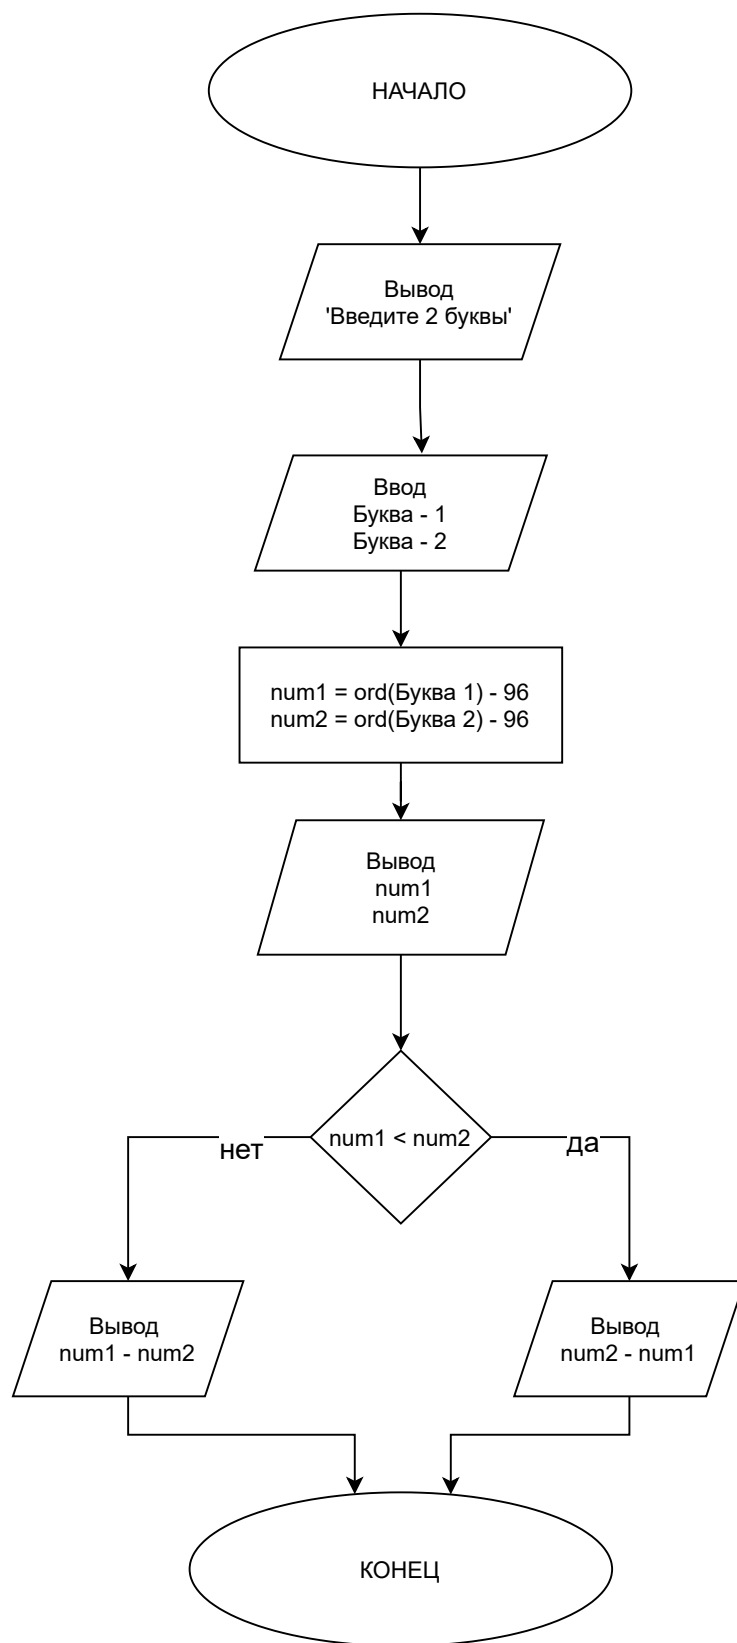 НАЧАЛО
Вывод
'Введите 2 буквы'
Ввод
Буква - 1
Буква - 2
num1 = ord(Буква 1) - 96
num2 = ord(Буква 2) - 96
Вывод
num1
num2
num1 < num2
нет
да
Вывод
num1 - num2
Вывод
num2 - num1
КОНЕЦ